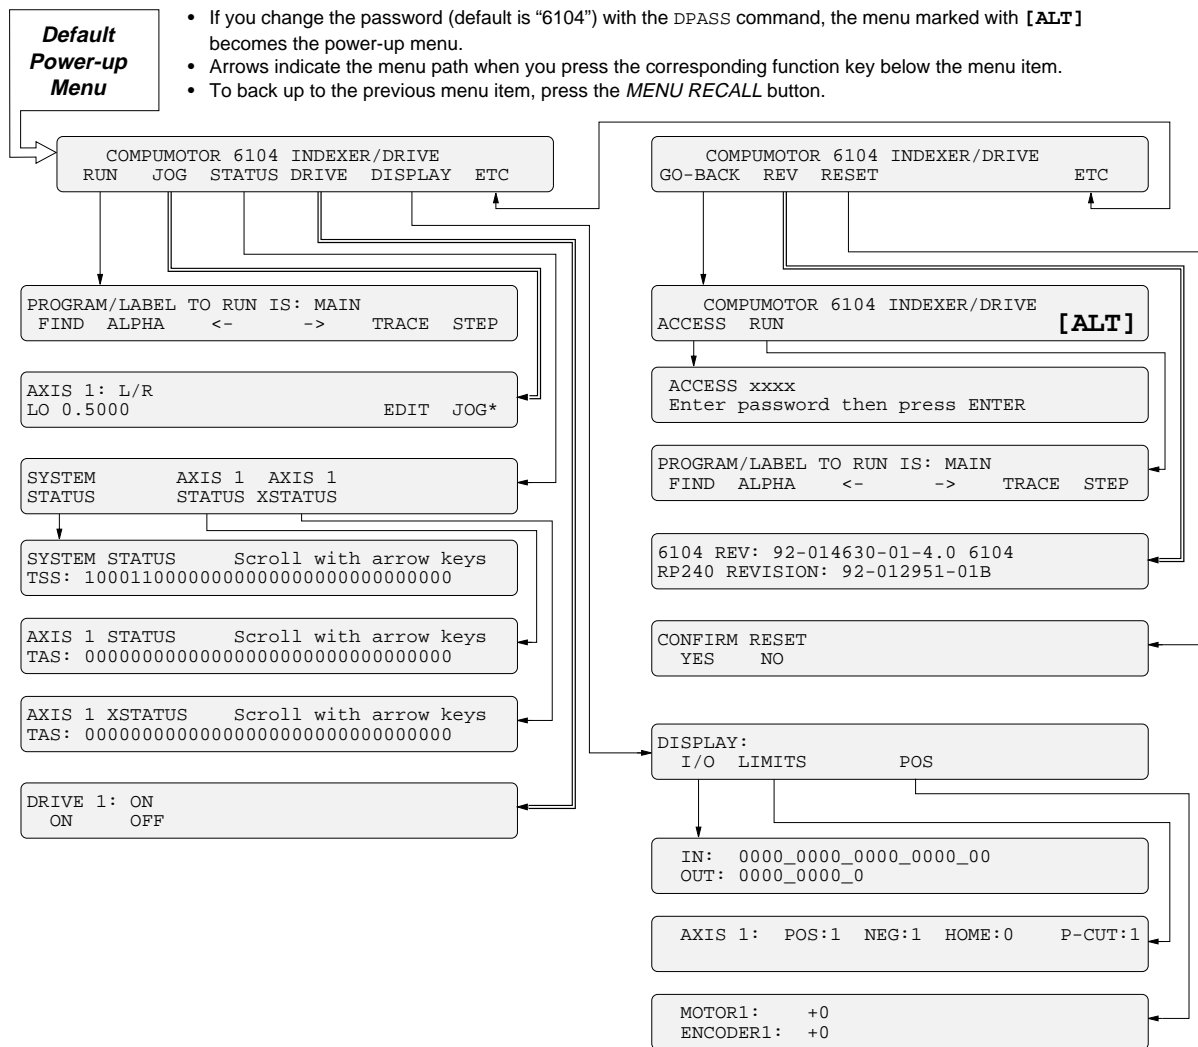 Default
Power-up
Menu
• If you change the password (default is “6104”) with the DPASS command, the menu marked with [ALT]
becomes the power-up menu.
• Arrows indicate the menu path when you press the corresponding function key below the menu item.
• To back up to the previous menu item, press the MENU RECALL button.
COMPUMOTOR 6104 INDEXER/DRIVE
RUN JOG STATUS DRIVE DISPLAY ETC
PROGRAM/LABEL TO RUN IS: MAIN
FIND ALPHA <- -> TRACE STEP
AXIS 1: L/R
LO 0.5000 EDIT JOG*
SYSTEM AXIS 1 AXIS 1
STATUS STATUS XSTATUS
SYSTEM STATUS Scroll with arrow keys
TSS: 10001100000000000000000000000000
AXIS 1 STATUS Scroll with arrow keys
TAS: 00000000000000000000000000000000
AXIS 1 XSTATUS Scroll with arrow keys
TAS: 00000000000000000000000000000000
DRIVE 1: ON
ON OFF
COMPUMOTOR 6104 INDEXER/DRIVE
GO-BACK REV RESET ETC
COMPUMOTOR 6104 INDEXER/DRIVE
ACCESS RUN [ALT]
ACCESS xxxx
Enter password then press ENTER
PROGRAM/LABEL TO RUN IS: MAIN
FIND ALPHA <- -> TRACE STEP
6104 REV: 92-014630-01-4.0 6104
RP240 REVISION: 92-012951-01B
CONFIRM RESET
YES NO
DISPLAY:
I/O LIMITS POS
IN: 0000_0000_0000_0000_00
OUT: 0000_0000_0
AXIS 1: POS:1 NEG:1 HOME:0 P-CUT:1
MOTOR1: +0
ENCODER1: +0